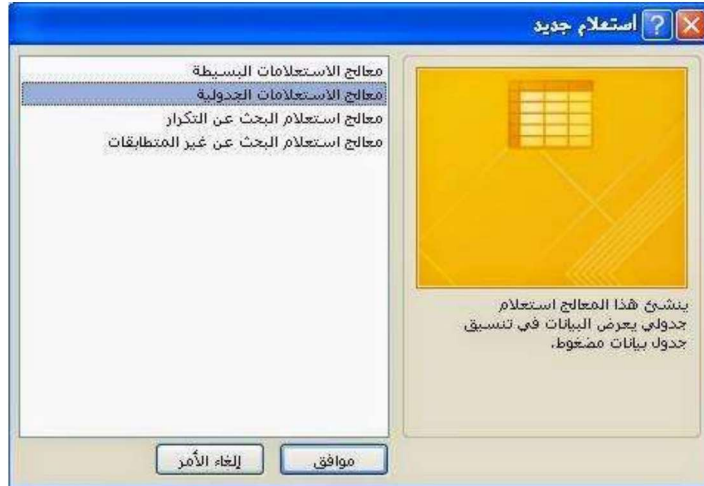 أستعلام جديد
معالج الاستعلامات البسيطة
معالج الاستعلامات الجدولية
معالج استعلام البحث عن التكرار
معالج استعلام البحث عن غير المتطابقات
ينشئ هذا المعالج استعلام
جدولي يعرض البيانات في تنسيق
جدول بيانات مضغوط.
موافق
إلغاء الأمر